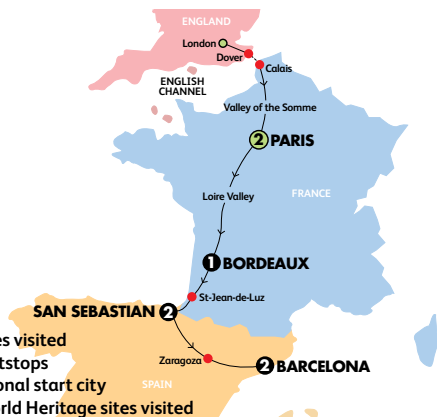 ENGLAND
London
Dover
Calais
ENGLISH
CHANNEL
Valley of the Somme
2 PARIS
Loire Valley
FRANCE
1 BORDEAUX
St-Jean-de-Luz
SAN SEBASTIAN 2
es visited
tstops
Zaragoza
2 BARCELONA
onal start city
SPAIN
rld Heritage sites visited